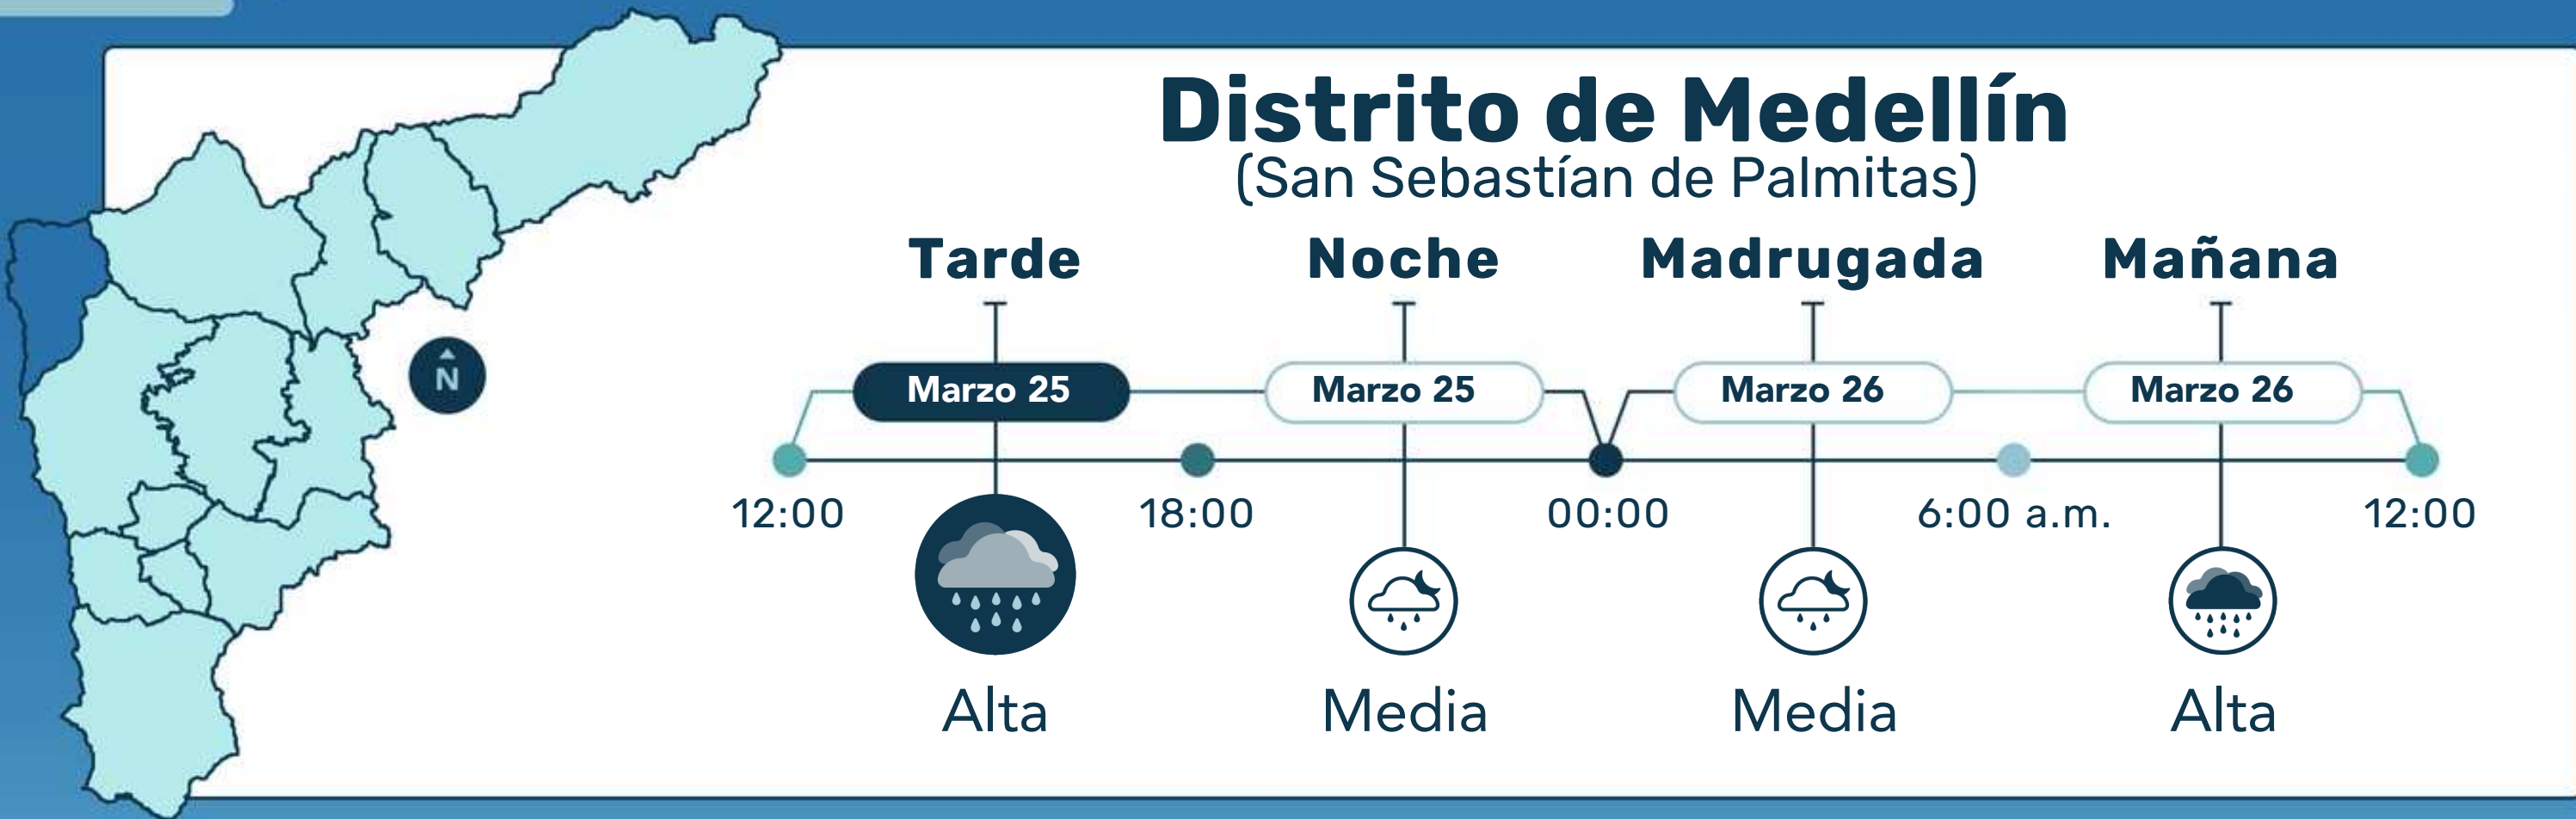 Distrito de Medellín
(San Sebastían de Palmitas)
Tarde Noche Madrugada Mañana
Marzo 25 Marzo 25 Marzo 26 Marzo 26
N
12:00 18:00 00:00 6:00 a.m. 12:00
Alta Media Media Alta